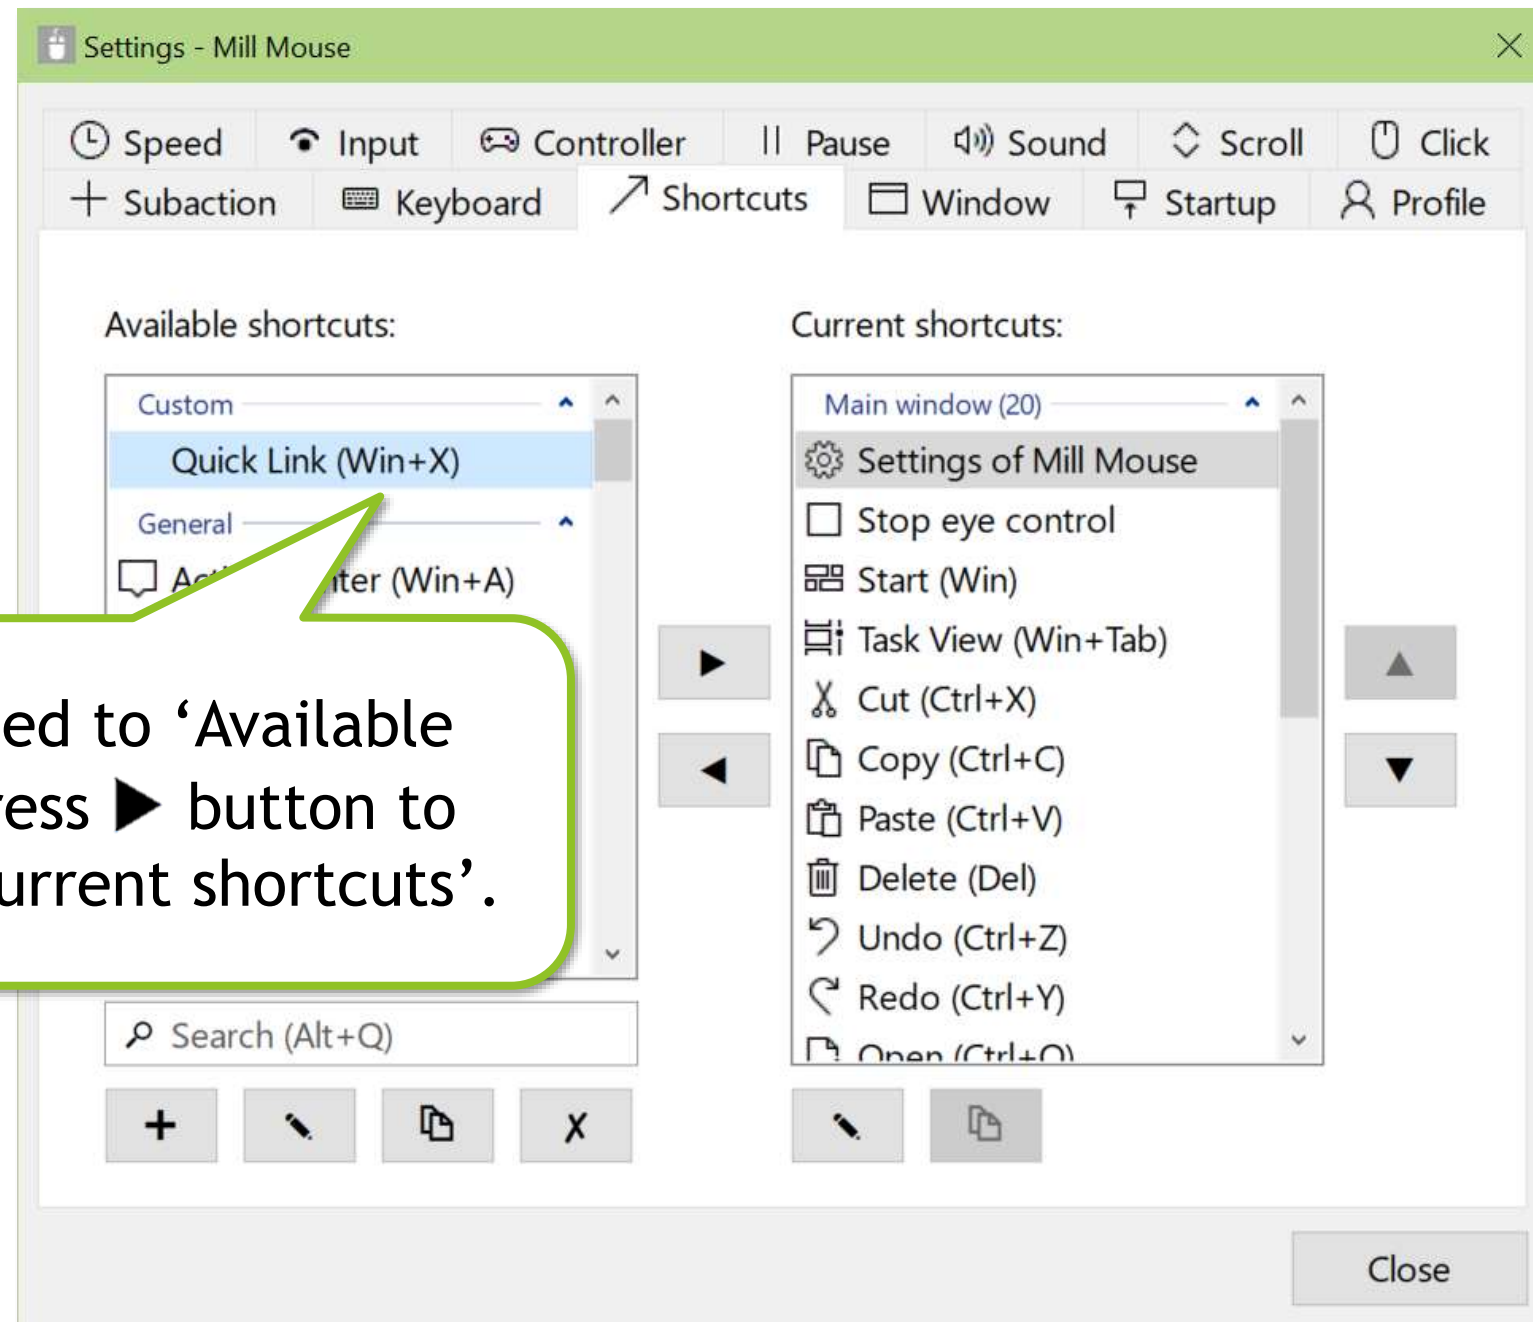 Settings - Mill Mouse
Speed Input Controller Pause Sound Scroll Click
Subaction Keyboard Shortcuts Window Startup Profile
Available shortcuts:
Custom
Quick Link (Win+X)
General
(Win+A)
ed to ‘Available
ress ▶ button to
urrent shortcuts’.
Search (Alt+Q)
Current shortcuts:
Main window (20)
Settings of Mill Mouse
Stop eye control
Start (Win)
Task View (Win+Tab)
Cut (Ctrl+X)
Copy (Ctrl+C)
Paste (Ctrl+V)
Delete (Del)
Undo (Ctrl+Z)
Redo (Ctrl+Y)
Open (Ctrl+O)
Close